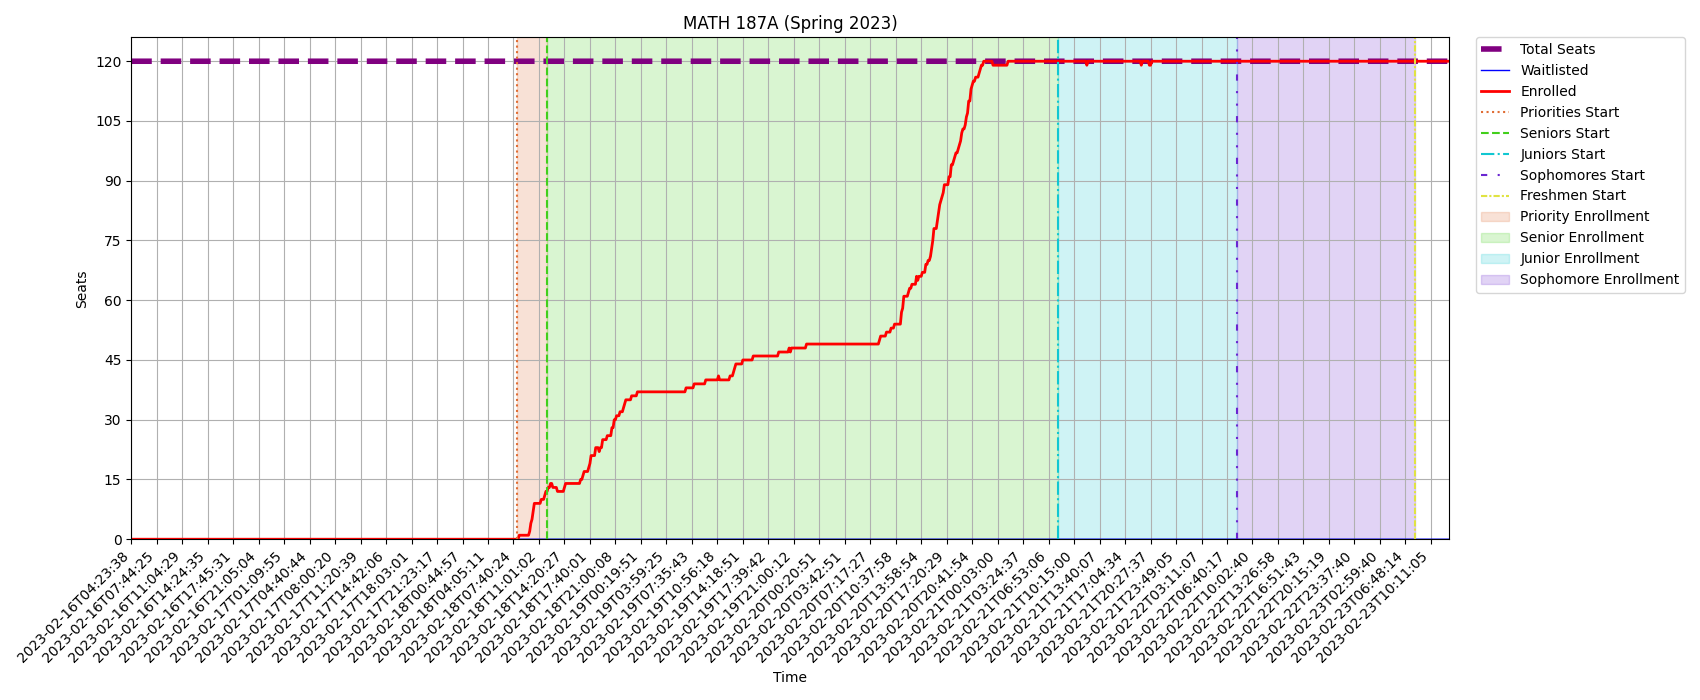 MATH 187A (Spring 2023)
Seats
120
105
90
75
60
45
30
15
0
2023-02-16T04:23:38
2023-02-16T07:44:25
2023-02-16T11:04:29
2023-02-16T14:24:35
2023-02-16T17:45:31
2023-02-16T21:05:04
2023-02-17T01:09:55
2023-02-17T04:40:44
2023-02-17T08:00:20
2023-02-17T11:20:39
2023-02-17T14:42:06
2023-02-17T18:03:01
2023-02-17T21:23:17
2023-02-18T00:44:57
2023-02-18T04:05:11
2023-02-18T07:40:24
2023-02-18T11:01:02
2023-02-18T14:20:27
2023-02-18T17:40:01
2023-02-18T21:00:08
2023-02-19T00:19:51
2023-02-19T03:59:25
2023-02-19T07:35:43
2023-02-19T10:56:18
2023-02-19T14:18:51
2023-02-19T17:39:42
2023-02-19T21:00:12
2023-02-20T00:20:51
2023-02-20T03:42:51
2023-02-20T07:17:27
2023-02-20T10:37:58
2023-02-20T13:58:54
2023-02-20T17:20:29
2023-02-20T20:41:54
2023-02-21T00:03:00
2023-02-21T03:24:37
2023-02-21T06:53:06
2023-02-21T10:15:00
2023-02-21T13:40:07
2023-02-21T17:04:34
2023-02-21T20:27:37
2023-02-21T23:49:05
2023-02-22T03:11:07
2023-02-22T06:40:17
2023-02-22T10:02:40
2023-02-22T13:26:58
2023-02-22T16:51:43
2023-02-22T20:15:19
2023-02-22T23:37:40
2023-02-23T02:59:40
2023-02-23T06:48:14
2023-02-23T10:11:05
Time
Total Seats
Waitlisted
Enrolled
Priorities Start
Seniors Start
Juniors Start
Sophomores Start
Freshmen Start
Priority Enrollment
Senior Enrollment
Junior Enrollment
Sophomore Enrollment